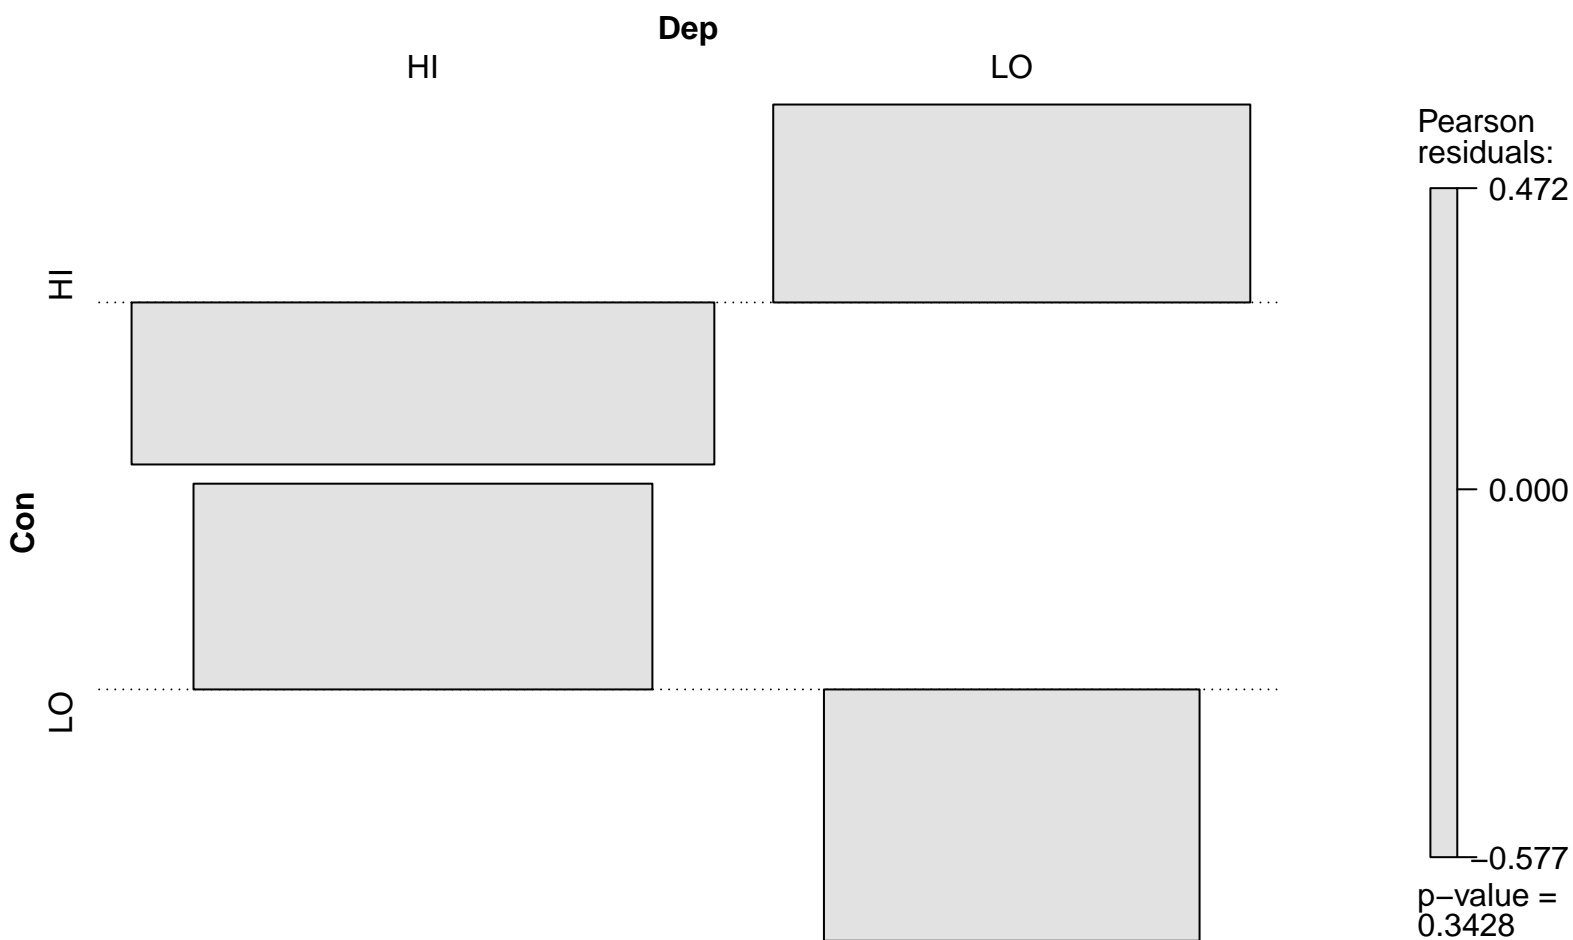 Dep
HI
LO
HI
Con
LO
Pearson
residuals:
0.472
0.000
−0.577
p−value =
0.3428